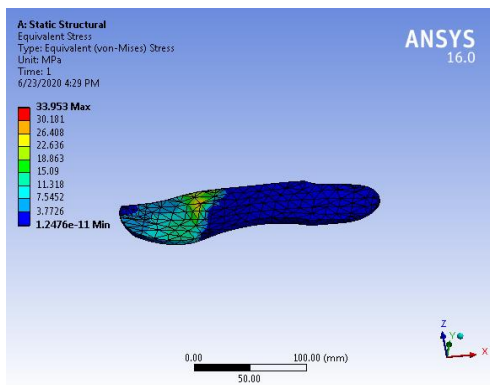 A: Static Structural
Equivalent Stress
Type: Equivalent (von-Mises) Stress
Unit: MPa
Time: 1
6/23/2020 4:29 PM
ANSYS
16.0
33.953 Max
30.181
26.408
22.636
18.863
15.09
11.318
7.5452
3.7726
1.2476e-11 Min
0.00
100.00 (mm)
50.00
Z
Y
X